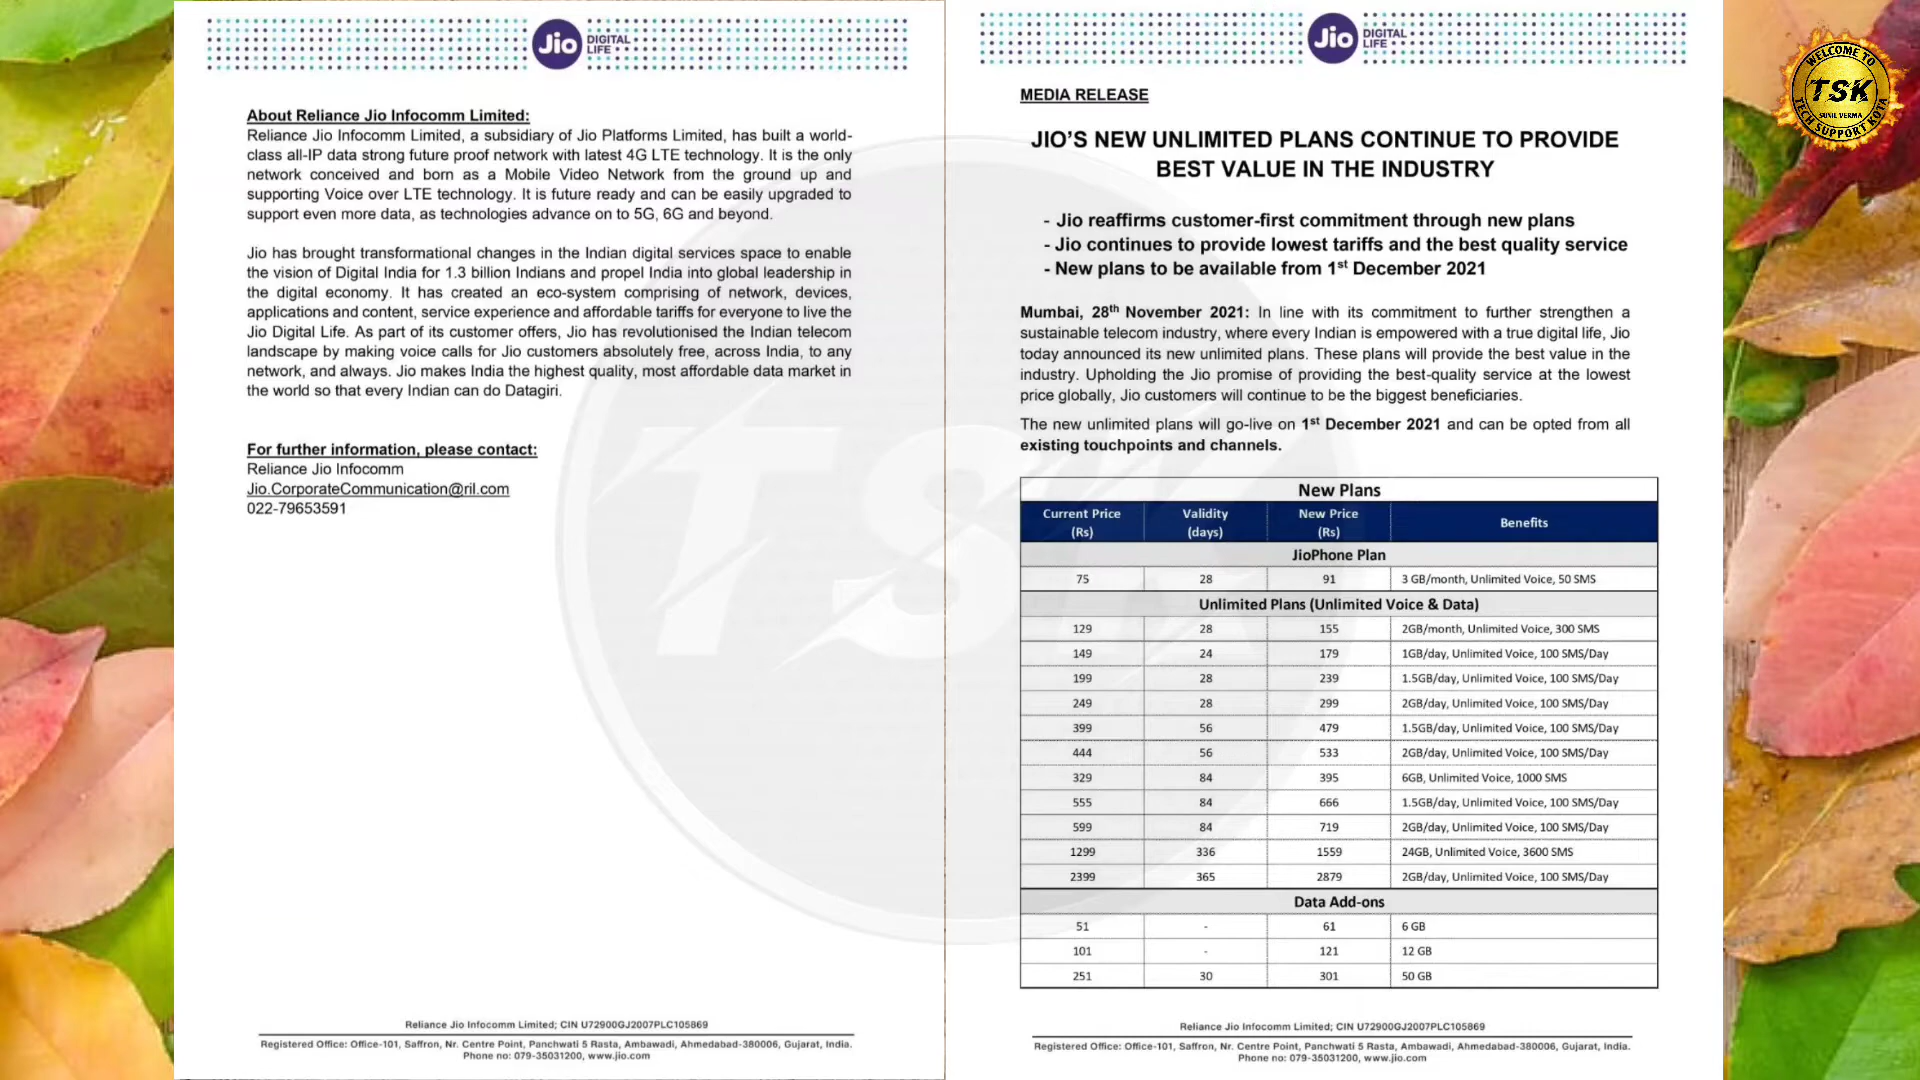 Jio DIGITAL
LIFE
About Reliance Jio Infocomm Limited:
Reliance Jio Infocomm Limited, a subsidiary of Jio Platforms Limited, has built a world-
class all-IP data strong future proof network with latest 4G LTE technology. It is the only
network conceived and born as a Mobile Video Network from the ground up and
supporting Voice over LTE technology. It is future ready and can be easily upgraded to
support even more data, as technologies advance on to 5G, 6G and beyond.
Jio has brought transformational changes in the Indian digital services space to enable
the vision of Digital India for 1.3 billion Indians and propel India into global leadership in
the digital economy. It has created an eco-system comprising of network, devices,
applications and content, service experience and affordable tariffs for everyone to live the
Jio Digital Life. As part of its customer offers, Jio has revolutionised the Indian telecom
landscape by making voice calls for Jio customers absolutely free, across India, to any
network, and always. Jio makes India the highest quality, most affordable data market in
the world so that every Indian can do Datagiri.
For further information, please contact:
Reliance Jio Infocomm
Jio.CorporateCommunication@ril.com
022-79653591
Reliance Jio Infocomm Limited; CIN U72900GJ2007PLC105869
Registered Office: Office-101, Saffron, Nr. Centre Point, Panchwati 5 Rasta, Ambawadi, Ahmedabad-380006, Gujarat, India.
Phone no: 079-35031200, www.jio.com
Jio DIGITAL
LIFE
MEDIA RELEASE
JIO'S NEW UNLIMITED PLANS CONTINUE TO PROVIDE
BEST VALUE IN THE INDUSTRY
- Jio reaffirms customer-first commitment through new plans
- Jio continues to provide lowest tariffs and the best quality service
- New plans to be available from 1st December 2021
Mumbai, 28th November 2021: In line with its commitment to further strengthen a
sustainable telecom industry, where every Indian is empowered with a true digital life, Jio
today announced its new unlimited plans. These plans will provide the best value in the
industry. Upholding the Jio promise of providing the best-quality service at the lowest
price globally, Jio customers will continue to be the biggest beneficiaries.
The new unlimited plans will go-live on 1st December 2021 and can be opted from all
existing touchpoints and channels.
New Plans
Current Price (Rs) Validity (days) New Price (Rs) Benefits
JioPhone Plan
75 28 91 3 GB/month, Unlimited Voice, 50 SMS
Unlimited Plans (Unlimited Voice & Data)
129 28 155 2GB/month, Unlimited Voice, 300 SMS
149 24 179 1GB/day, Unlimited Voice, 100 SMS/Day
199 28 239 1.5GB/day, Unlimited Voice, 100 SMS/Day
249 28 299 2GB/day, Unlimited Voice, 100 SMS/Day
399 56 479 1.5GB/day, Unlimited Voice, 100 SMS/Day
444 56 533 2GB/day, Unlimited Voice, 100 SMS/Day
329 84 395 6GB, Unlimited Voice, 1000 SMS
555 84 666 1.5GB/day, Unlimited Voice, 100 SMS/Day
599 84 719 2GB/day, Unlimited Voice, 100 SMS/Day
1299 336 1559 24GB, Unlimited Voice, 3600 SMS
2399 365 2879 2GB/day, Unlimited Voice, 100 SMS/Day
Data Add-ons
51 - 61 6 GB
101 - 121 12 GB
251 30 301 50 GB
Reliance Jio Infocomm Limited; CIN U72900GJ2007PLC105869
Registered Office: Office-101, Saffron, Nr. Centre Point, Panchwati 5 Rasta, Ambawadi, Ahmedabad-380006, Gujarat, India.
Phone no: 079-35031200, www.jio.com
WELCOME TO
TSK
SUNIL VERMA
TECH SUPPORT KOTA
TSK